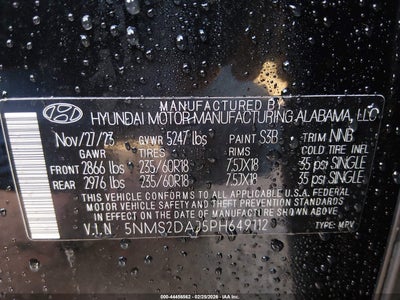 MANUFACTURED BY
HYUNDAI MOTOR MANUFACTURING ALABAMA, LLC
Nov/27/23 GVWR 5247 lbs PAINT S3B TRIM NNB
GAWR TIRES RIMS COLD TIRE INFL
FRONT 2866 lbs 235/60R18 7.5JX18 35 psi SINGLE
REAR 2976 lbs 235/60R18 7.5JX18 35 psi SINGLE
THIS VEHICLE CONFORMS TO ALL APPLICABLE U.S.A. FEDERAL
MOTOR VEHICLE SAFETY AND THEFT PREVENTION STANDARDS
IN EFFECT ON THE DATE OF MANUFACTURE SHOWN ABOVE.
V.I.N 5NMS2DAJ5PH649112 TYPE: MPV
© 000-44458582 - 02/25/2026 - IAAI